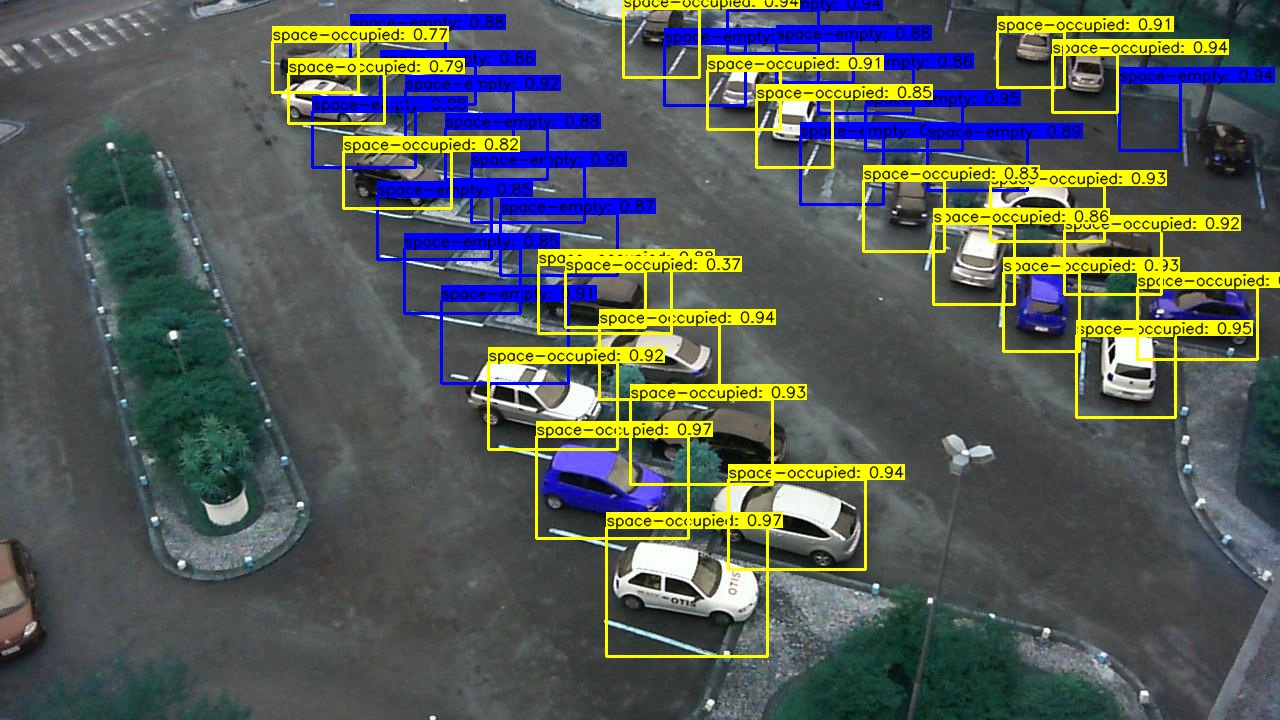 space-occupied: 0.94
space-empty: 0.88
space-occupied: 0.77
space-occupied: 0.91
space-empty: 0.88
space-occupied: 0.94
space-occupied: 0.79
space-occupied: 0.91
space-empty: 0.94
space-empty: 0.92
space-occupied: 0.85
space-empty: 0.88
space-empty: 0.89
space-occupied: 0.82
space-empty: 0.90
space-occupied: 0.83
space-occupied: 0.93
space-empty: 0.85
space-empty: 0.87
space-occupied: 0.86
space-occupied: 0.92
space-empty: 0.85
space-occupied: 0.37
space-occupied: 0.93
space-occupied:
space-empty: 0.91
space-occupied: 0.94
space-occupied: 0.95
space-occupied: 0.92
space-occupied: 0.93
space-occupied: 0.97
space-occupied: 0.94
space-occupied: 0.97
OTIS
OTIS